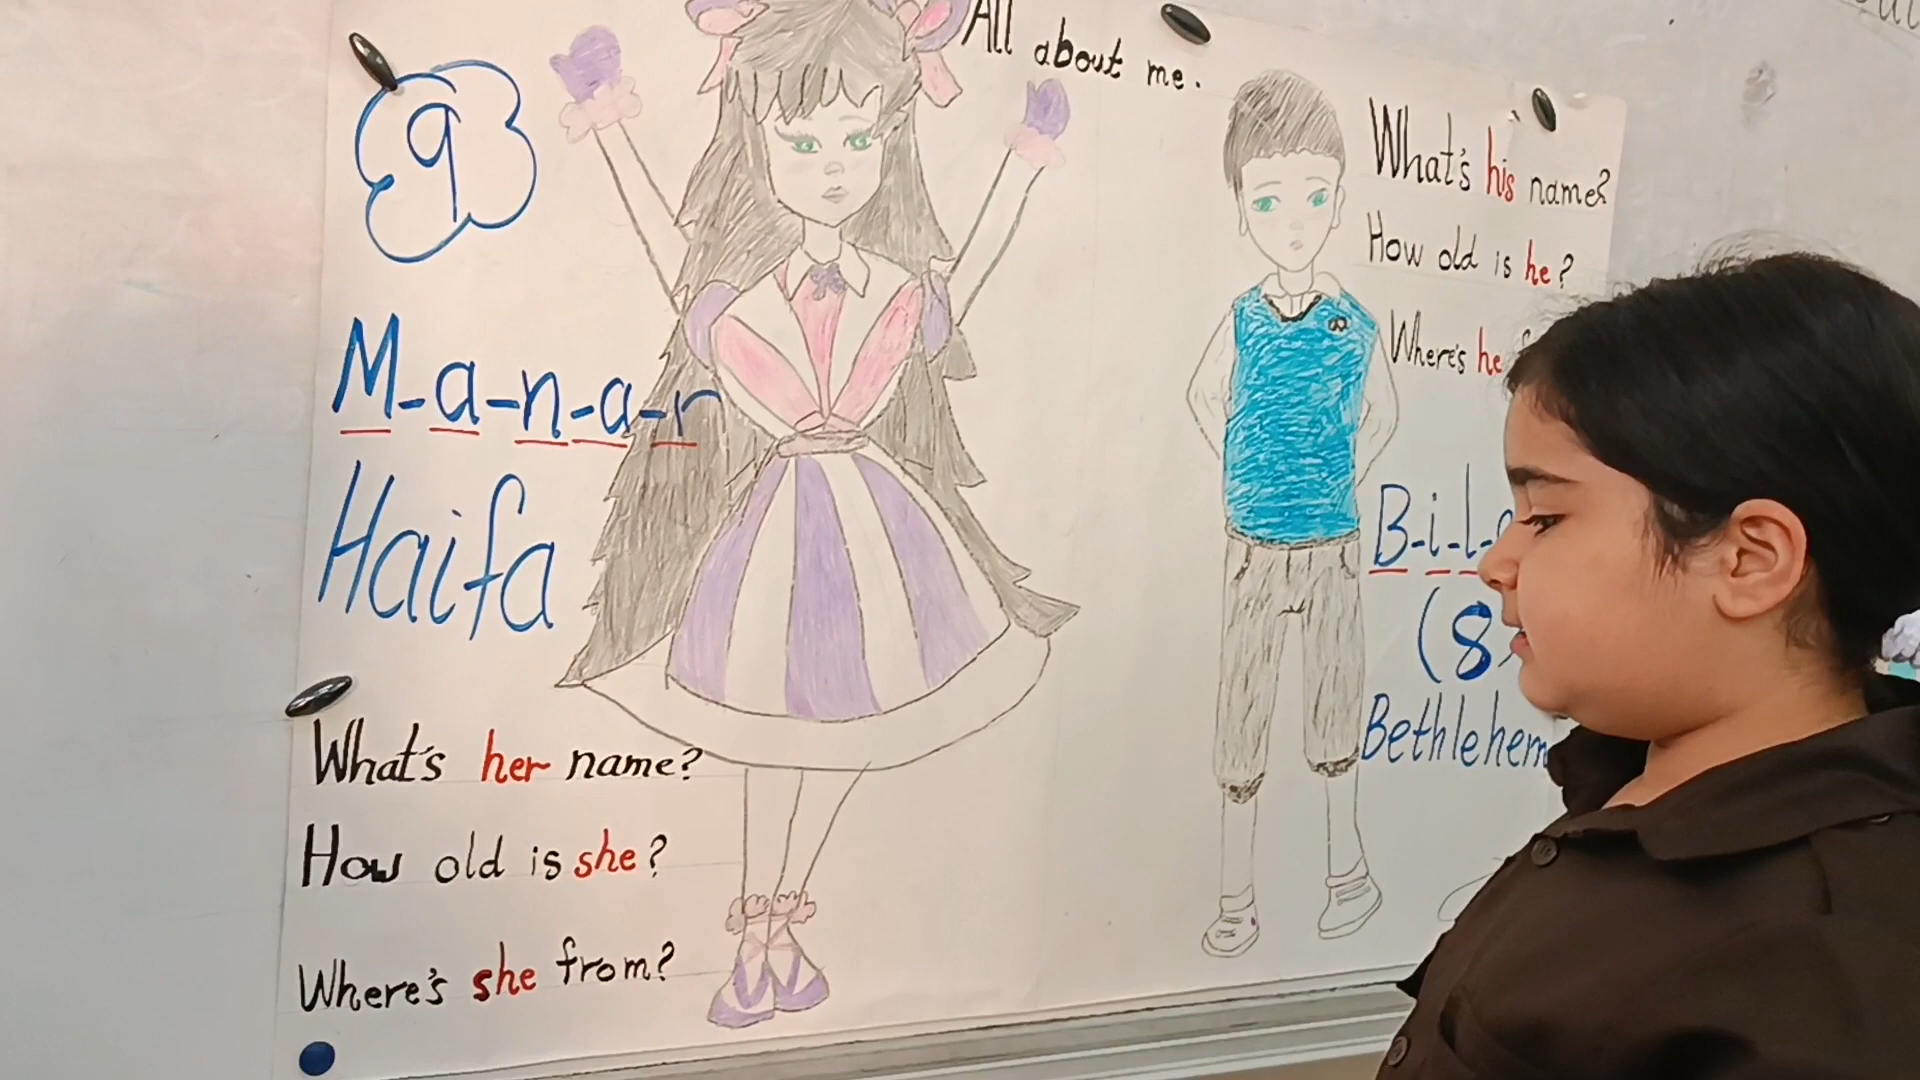 All about me.
9
M-a-n-a-r
Haifa
What's her name?
How old is she?
Where's she from?
What's his name?
How old is he?
Where's he
B-i-l-
(8)
Bethlehem